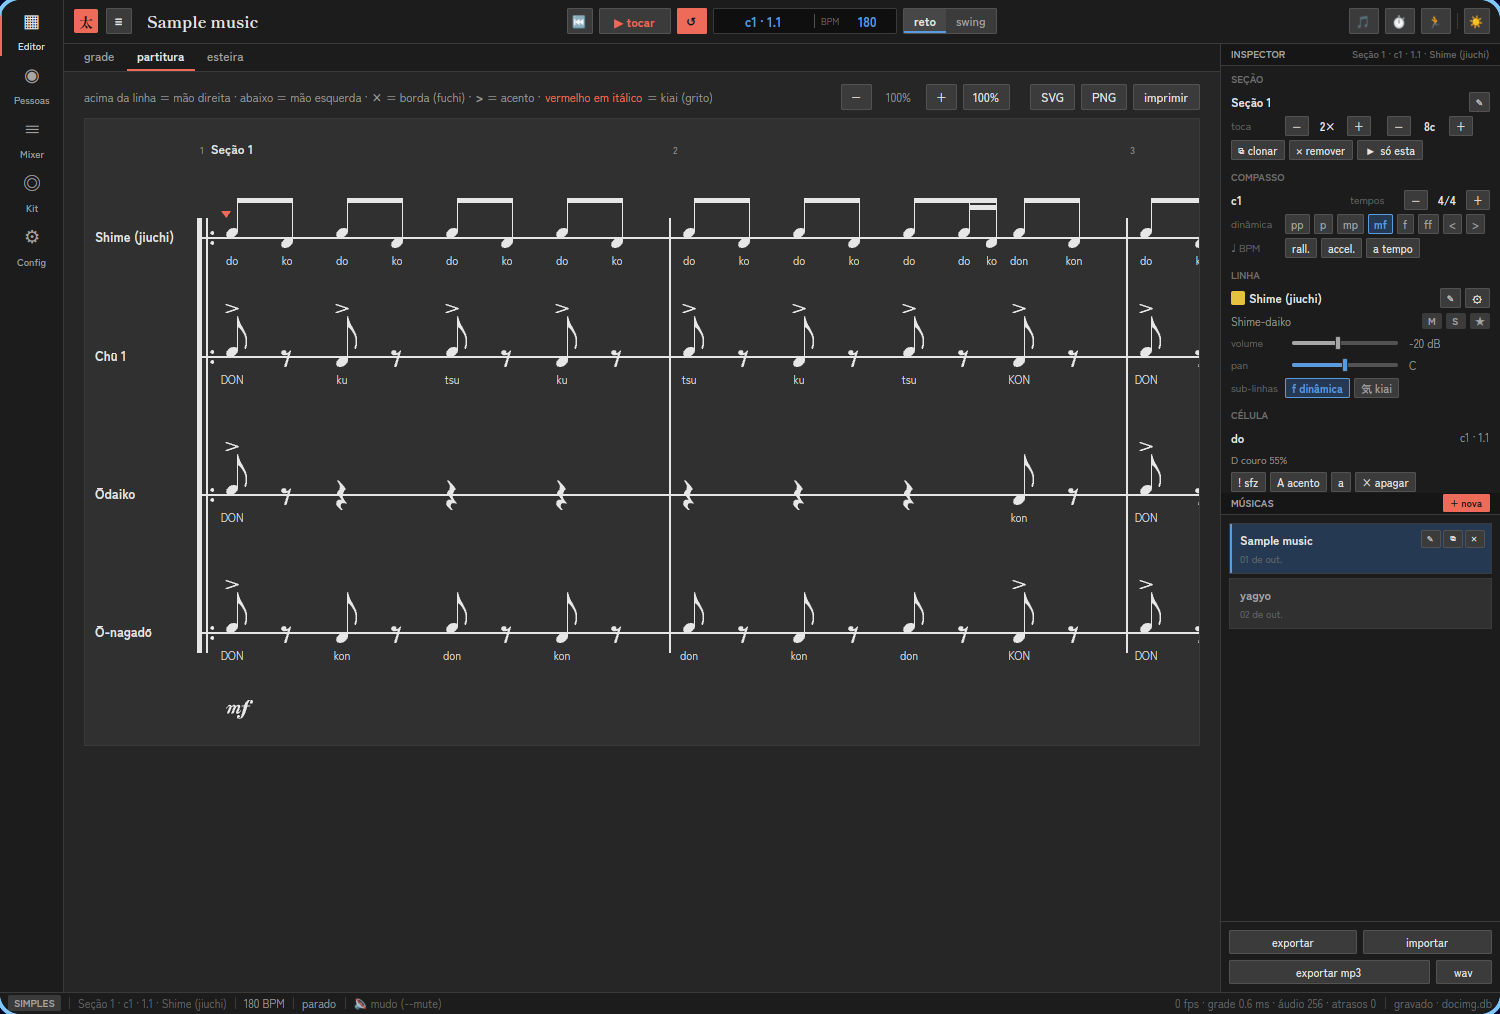 Editor
Pessoas
Mixer
Kit
Config
太 ≡ Sample music
▶ tocar ↺ c1 · 1.1 BPM 180 reto swing
grade partitura esteira
acima da linha = mão direita · abaixo = mão esquerda · × = borda (fuchi) · > = acento · vermelho em itálico = kiai (grito)
− 100% + 100% SVG PNG imprimir
1 Seção 1 2 3
Shime (jiuchi)
do ko do ko do ko do ko do ko do ko do do ko don kon do k
Chū 1
DON ku tsu ku tsu ku tsu KON DON
Ōdaiko
DON kon DON
Ō-nagadō
DON kon don kon don kon don KON DON
mf
INSPECTOR Seção 1 · c1 · 1.1 · Shime (jiuchi)
SEÇÃO
Seção 1
toca − 2× + − 8c +
clonar × remover ▶ só esta
COMPASSO
c1 tempos − 4/4 +
dinâmica pp p mp mf f ff < >
♩ BPM rall. accel. a tempo
LINHA
Shime (jiuchi)
Shime-daiko M S ★
volume -20 dB
pan C
sub-linhas f dinâmica 気 kiai
CÉLULA
do c1 · 1.1
D couro 55%
! sfz A acento a × apagar
MÚSICAS + nova
Sample music
01 de out.
yagyo
02 de out.
exportar importar
exportar mp3 wav
SIMPLES Seção 1 · c1 · 1.1 · Shime (jiuchi) 180 BPM parado mudo (--mute)
0 fps · grade 0.6 ms · áudio 256 · atrasos 0 gravado · docimg.db